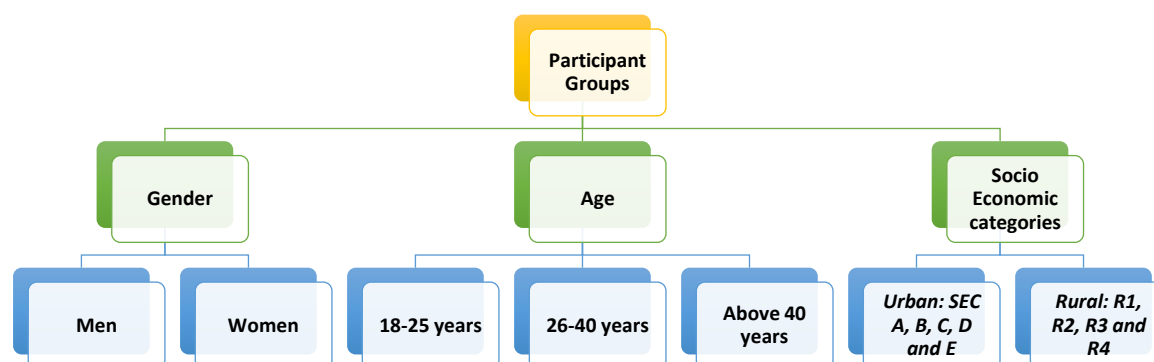 Participant
Groups
Gender
Age
Socio
Economic
categories
Men
Women
18-25 years
26-40 years
Above 40
years
Urban: SEC
A, B, C, D
and E
Rural: R1,
R2, R3 and
R4